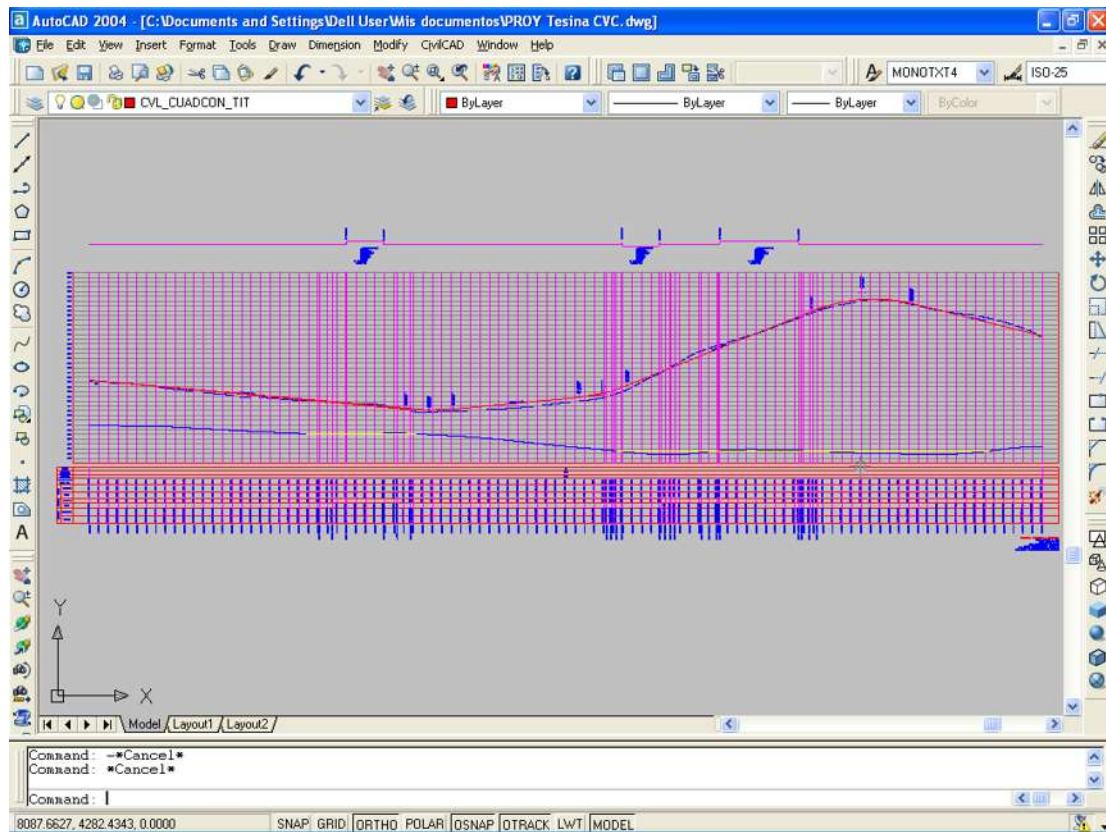 AutoCAD 2004 - [C:\Documents and Settings\Dell User\Mis documentos\PROY Tesina CVC.dwg]
File Edit View Insert Format Tools Draw Dimension Modify CivilCAD Window Help
MONOTXT4 ISO-25
CVL_CUADCON_TIT ByLayer ByLayer ByLayer ByColor
A
Y
X
Model Layout1 Layout2
Command: -*Cancel*
Command: *Cancel*
Command:
8087.6627, 4282.4343, 0.0000 SNAP GRID ORTHO POLAR OSNAP OTRACK LWT MODEL